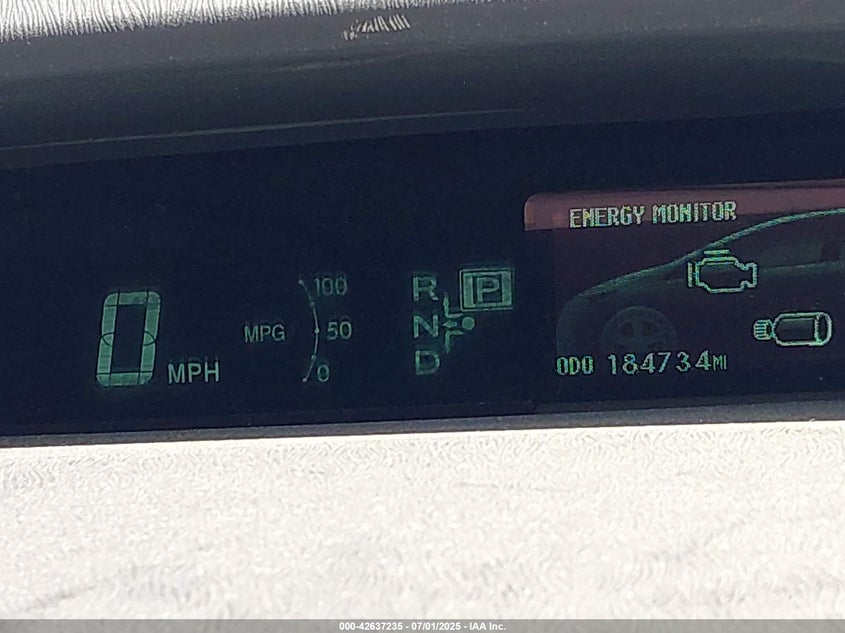 ENERGY MONITOR
100
R P
0 MPH
MPG
50
N
0
D
ODO 184734MI
000-42637235 - 07/01/2025 - IAA Inc.